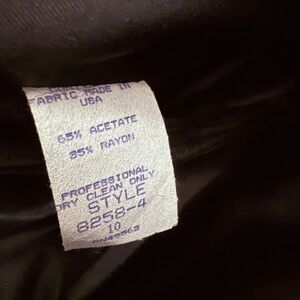 FABRIC MADE IN
USA
65% ACETATE
35% RAYON
PROFESSIONAL
DRY CLEAN ONLY
STYLE
8258-4
10